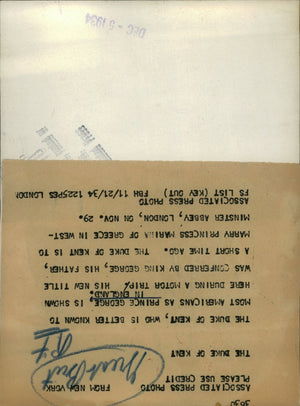 ASSOCIATED PRESS PHOTO FROM NEW YORK
PLEASE USE CREDIT
THE DUKE OF KENT
THE DUKE OF KENT, WHO IS BETTER KNOWN TO
MOST AMERICANS AS PRINCE GEORGE, IS SHOWN
IN ENGLAND.
HERE DURING A MOTOR TRIP. HIS NEW TITLE
WAS CONFERRED BY KING GEORGE, HIS FATHER,
A SHORT TIME AGO. THE DUKE OF KENT IS TO
MARRY PRINCESS MARINA OF GREECE IN WEST-
MINSTER ABBEY, LONDON, ON NOV. 29.
ASSOCIATED PRESS PHOTO
FS LIST (KEV OUT) FBH 11/21/34 1225PES LONDON
DEC - 5 1934